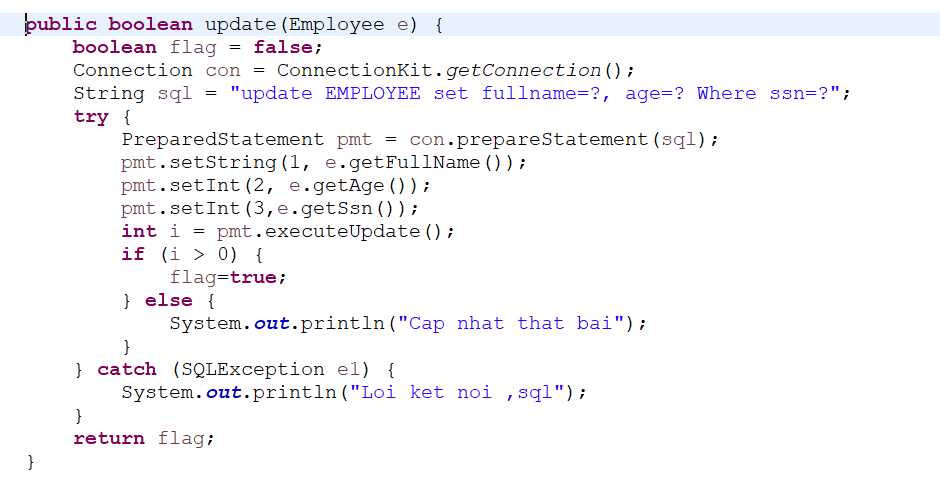 public boolean update(Employee e) {
    boolean flag = false;
    Connection con = ConnectionKit.getConnection();
    String sql = "update EMPLOYEE set fullname=?, age=? Where ssn=?";
    try {
        PreparedStatement pmt = con.prepareStatement(sql);
        pmt.setString(1, e.getFullName());
        pmt.setInt(2, e.getAge());
        pmt.setInt(3,e.getSsn());
        int i = pmt.executeUpdate();
        if (i > 0) {
            flag=true;
        } else {
            System.out.println("Cap nhat that bai");
        }
    } catch (SQLException e1) {
        System.out.println("Loi ket noi ,sql");
    }
    return flag;
}